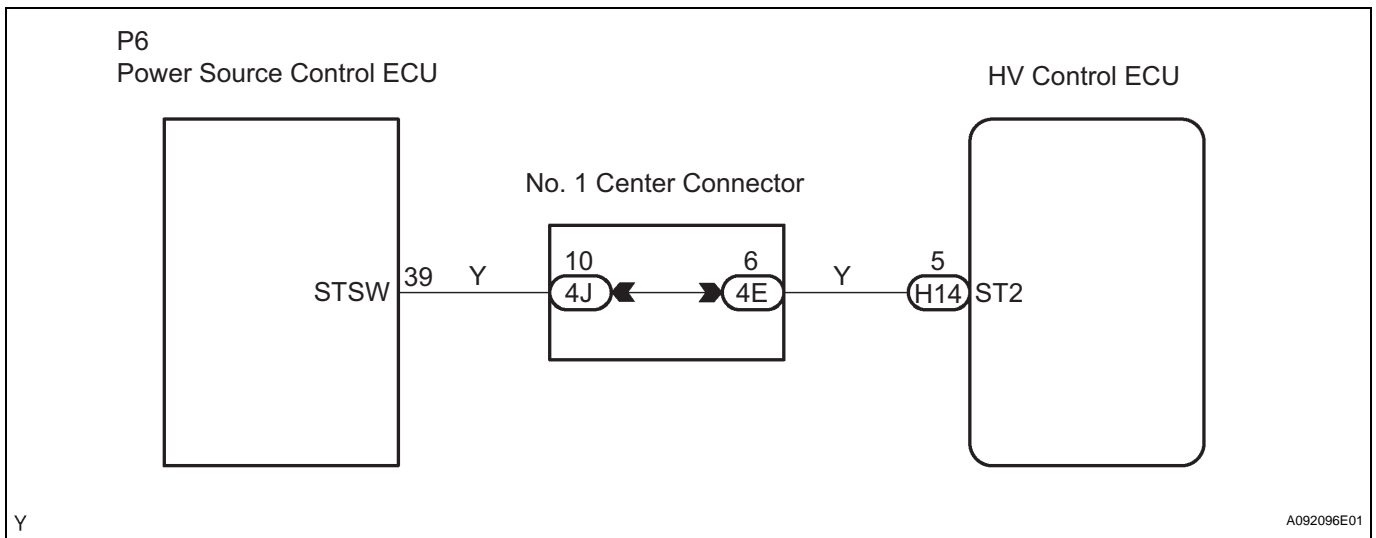 P6
Power Source Control ECU
HV Control ECU
No. 1 Center Connector
STSW
39
Y
10
4J
6
4E
Y
5
H14
ST2
Y
A092096E01